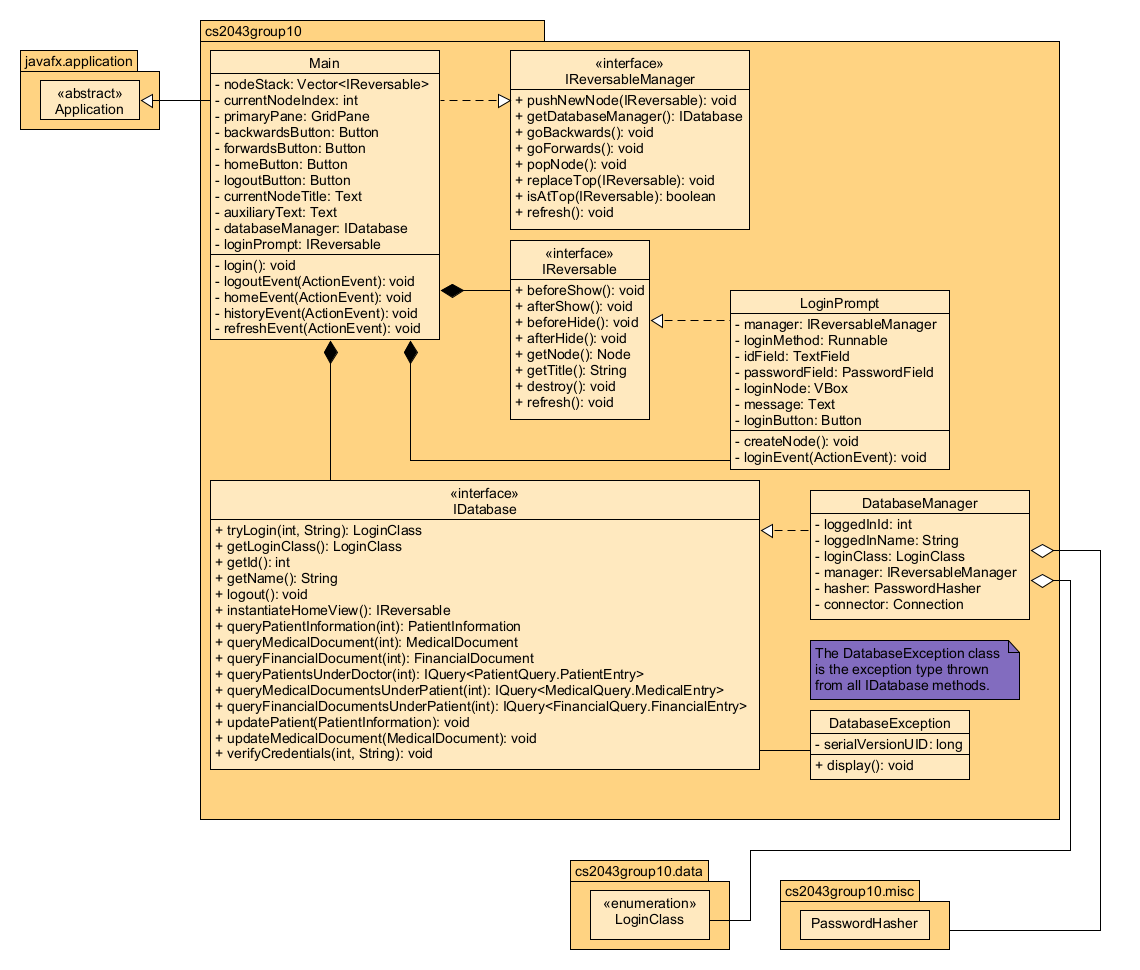 cs2043group10
javafx.application
«abstract»
Application
Main
- nodeStack: Vector<IReversable>
- currentNodeIndex: int
- primaryPane: GridPane
- backwardsButton: Button
- forwardsButton: Button
- homeButton: Button
- logoutButton: Button
- currentNodeTitle: Text
- auxiliaryText: Text
- databaseManager: IDatabase
- loginPrompt: IReversable
- login(): void
- logoutEvent(ActionEvent): void
- homeEvent(ActionEvent): void
- historyEvent(ActionEvent): void
- refreshEvent(ActionEvent): void
«interface»
IReversableManager
+ pushNewNode(IReversable): void
+ getDatabaseManager(): IDatabase
+ goBackwards(): void
+ goForwards(): void
+ popNode(): void
+ replaceTop(IReversable): void
+ isAtTop(IReversable): boolean
+ refresh(): void
«interface»
IReversable
+ beforeShow(): void
+ afterShow(): void
+ beforeHide(): void
+ afterHide(): void
+ getNode(): Node
+ getTitle(): String
+ destroy(): void
+ refresh(): void
LoginPrompt
- manager: IReversableManager
- loginMethod: Runnable
- idField: TextField
- passwordField: PasswordField
- loginNode: VBox
- message: Text
- loginButton: Button
- createNode(): void
- loginEvent(ActionEvent): void
«interface»
IDatabase
+ tryLogin(int, String): LoginClass
+ getLoginClass(): LoginClass
+ getId(): int
+ getName(): String
+ logout(): void
+ instantiateHomeView(): IReversable
+ queryPatientInformation(int): PatientInformation
+ queryMedicalDocument(int): MedicalDocument
+ queryFinancialDocument(int): FinancialDocument
+ queryPatientsUnderDoctor(int): IQuery<PatientQuery.PatientEntry>
+ queryMedicalDocumentsUnderPatient(int): IQuery<MedicalQuery.MedicalEntry>
+ queryFinancialDocumentsUnderPatient(int): IQuery<FinancialQuery.FinancialEntry>
+ updatePatient(PatientInformation): void
+ updateMedicalDocument(MedicalDocument): void
+ verifyCredentials(int, String): void
DatabaseManager
- loggedInId: int
- loggedInName: String
- loginClass: LoginClass
- manager: IReversableManager
- hasher: PasswordHasher
- connector: Connection
The DatabaseException class
is the exception type thrown
from all IDatabase methods.
DatabaseException
- serialVersionUID: long
+ display(): void
cs2043group10.data
«enumeration»
LoginClass
cs2043group10.misc
PasswordHasher